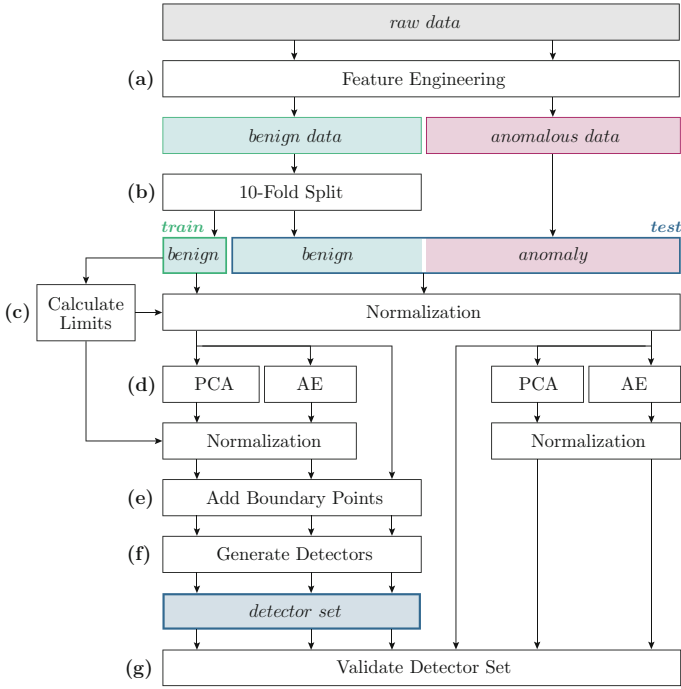 raw data
(a)
Feature Engineering
benign data
anomalous data
(b)
10-Fold Split
train
test
benign
benign
anomaly
(c)
Calculate
Limits
Normalization
(d)
PCA
AE
PCA
AE
Normalization
Normalization
(e)
Add Boundary Points
(f)
Generate Detectors
detector set
(g)
Validate Detector Set